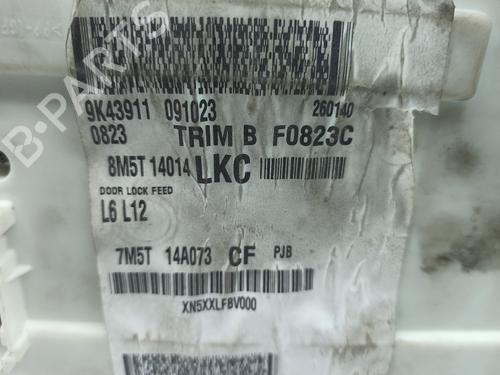 B-PARTS
9K43911 091023 260140
0823 TRIM B F0823C
8M5T 14014 LKC
DOOR LOCK FEED
L6 L12
7M5T 14A073 CF PJB
XN5XXLF8V000